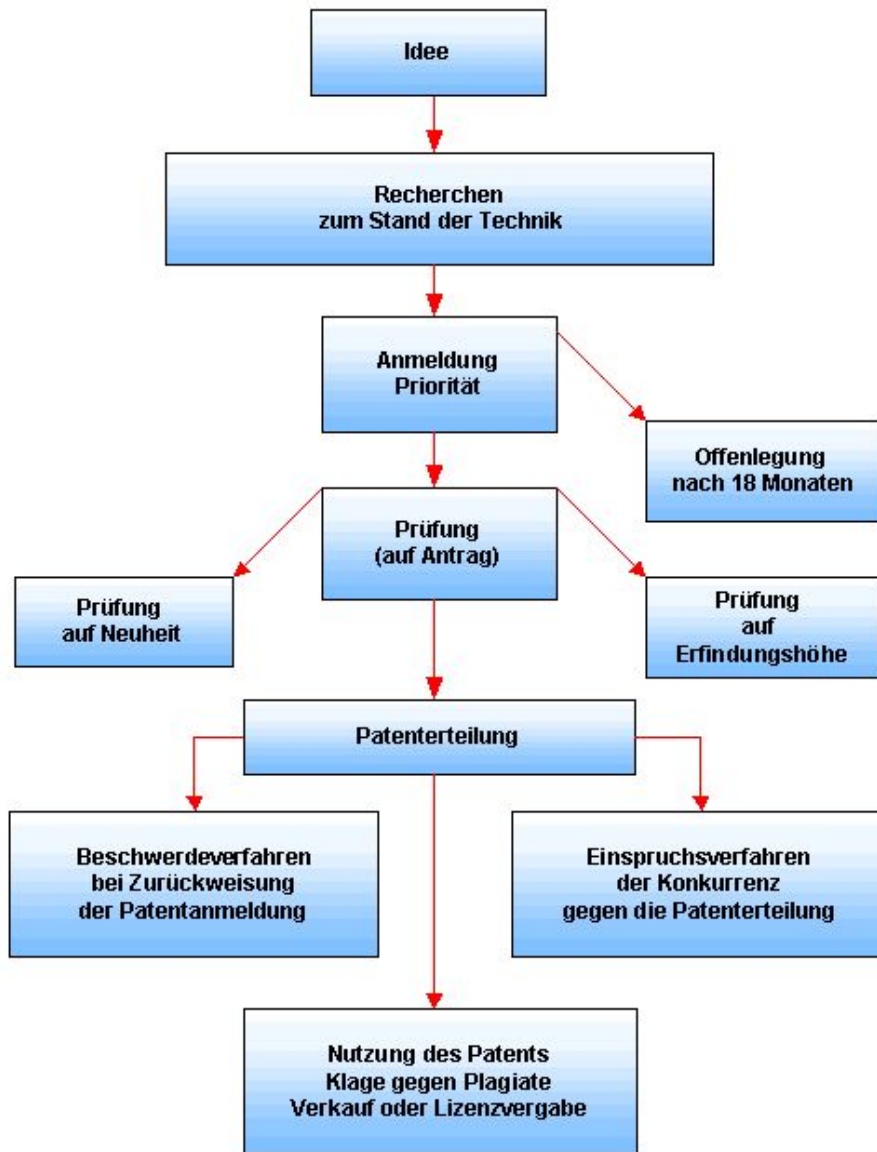 Idee
Recherchen
zum Stand der Technik
Anmeldung
Priorität
Offenlegung
nach 18 Monaten
Prüfung
(auf Antrag)
Prüfung
auf Neuheit
Prüfung
auf
Erfindungshöhe
Patenterteilung
Beschwerdeverfahren
bei Zurückweisung
der Patentanmeldung
Einspruchsverfahren
der Konkurrenz
gegen die Patenterteilung
Nutzung des Patents
Klage gegen Plagiate
Verkauf oder Lizenzvergabe